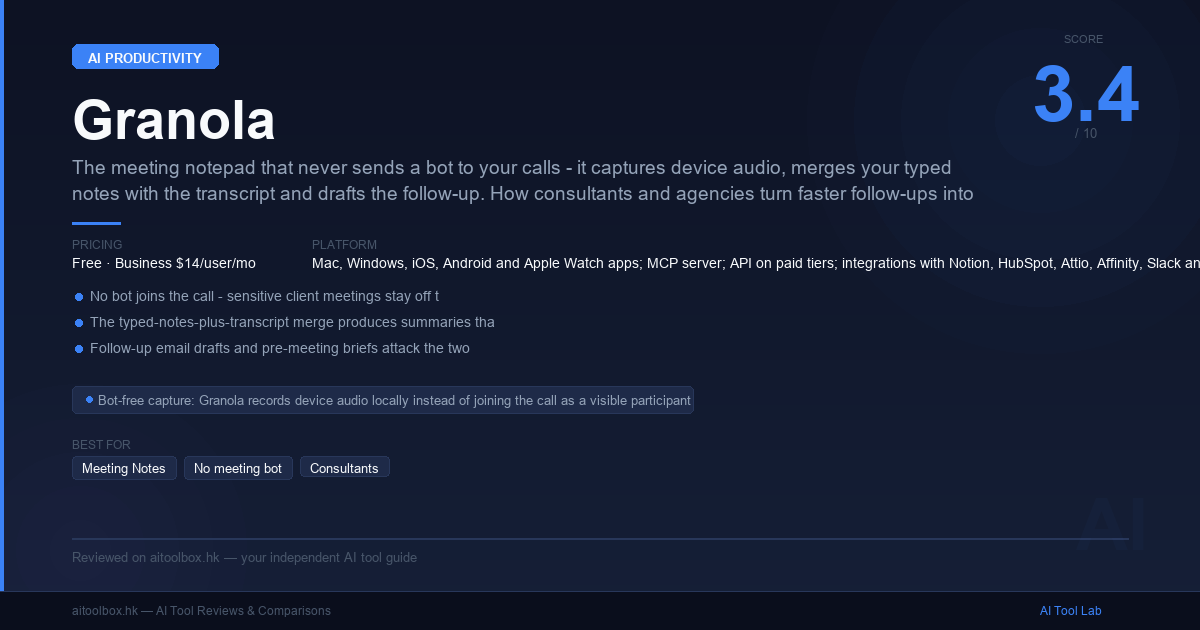 AI PRODUCTIVITY
SCORE
3.4
/ 10
Granola
The meeting notepad that never sends a bot to your calls - it captures device audio, merges your typed
notes with the transcript and drafts the follow-up. How consultants and agencies turn faster follow-ups into
PRICING
Free · Business $14/user/mo
PLATFORM
Mac, Windows, iOS, Android and Apple Watch apps; MCP server; API on paid tiers; integrations with Notion, HubSpot, Attio, Affinity, Slack an
No bot joins the call - sensitive client meetings stay off t
The typed-notes-plus-transcript merge produces summaries tha
Follow-up email drafts and pre-meeting briefs attack the two
Bot-free capture: Granola records device audio locally instead of joining the call as a visible participant
BEST FOR
Meeting Notes
No meeting bot
Consultants
AI
Reviewed on aitoolbox.hk — your independent AI tool guide
aitoolbox.hk — AI Tool Reviews & Comparisons
AI Tool Lab